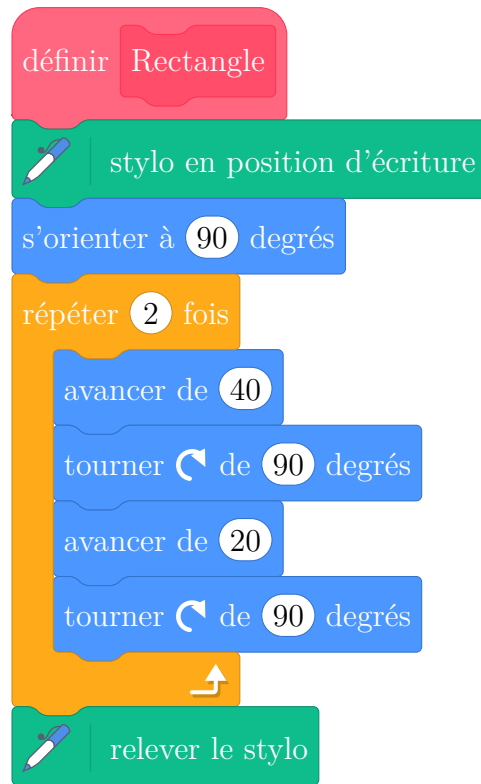 définir Rectangle
stylo en position d'écriture
s'orienter à 90 degrés
répéter 2 fois
avancer de 40
tourner de 90 degrés
avancer de 20
tourner de 90 degrés
relever le stylo